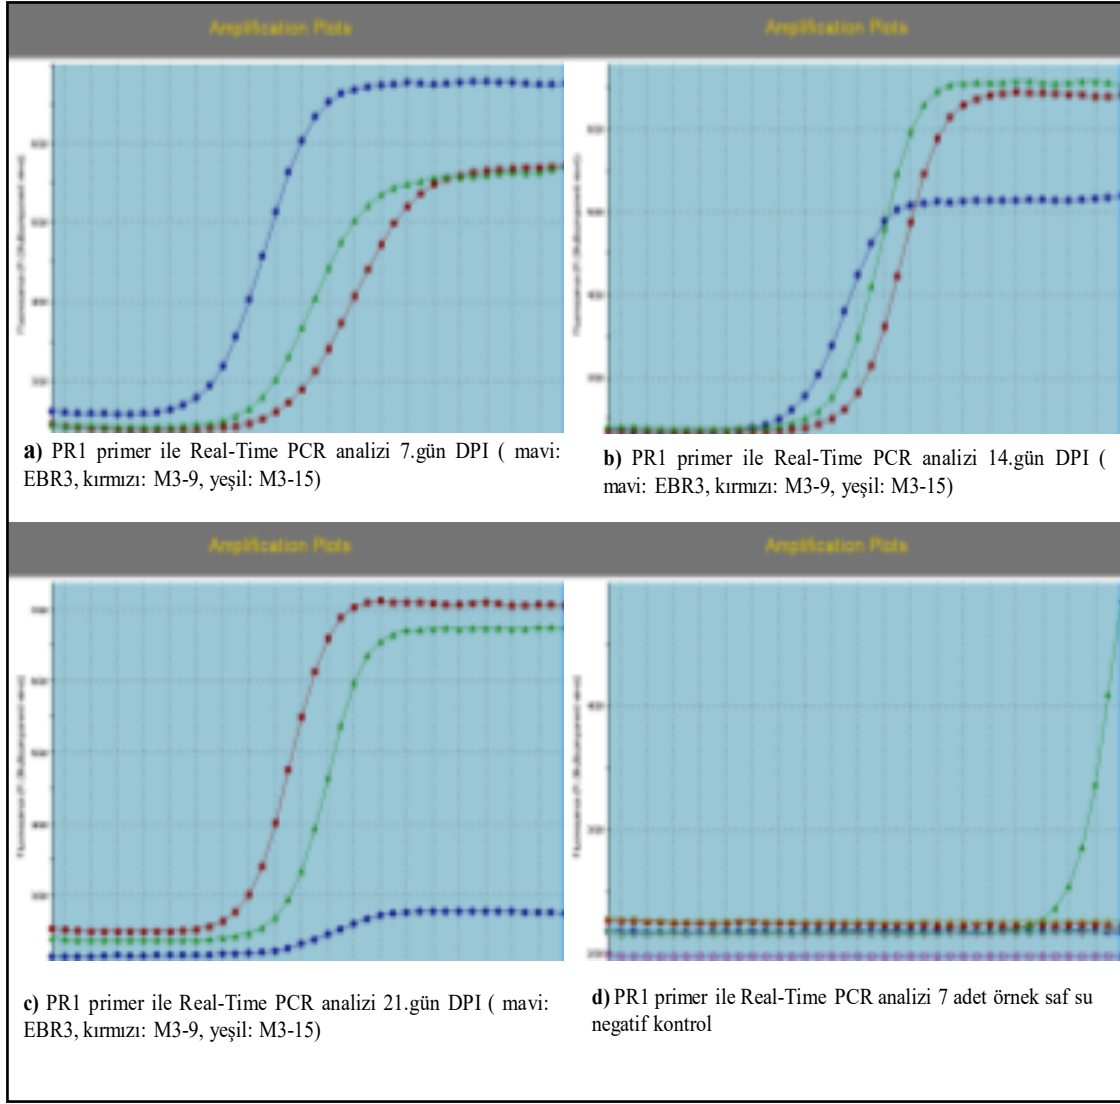 Amplification Plots
Amplification Plots
a) PR1 primer ile Real-Time PCR analizi 7.gün DPI ( mavi:
EBR3, kırmızı: M3-9, yeşil: M3-15)
b) PR1 primer ile Real-Time PCR analizi 14.gün DPI (
mavi: EBR3, kırmızı: M3-9, yeşil: M3-15)
Amplification Plots
Amplification Plots
c) PR1 primer ile Real-Time PCR analizi 21.gün DPI ( mavi:
EBR3, kırmızı: M3-9, yeşil: M3-15)
d) PR1 primer ile Real-Time PCR analizi 7 adet örnek saf su
negatif kontrol